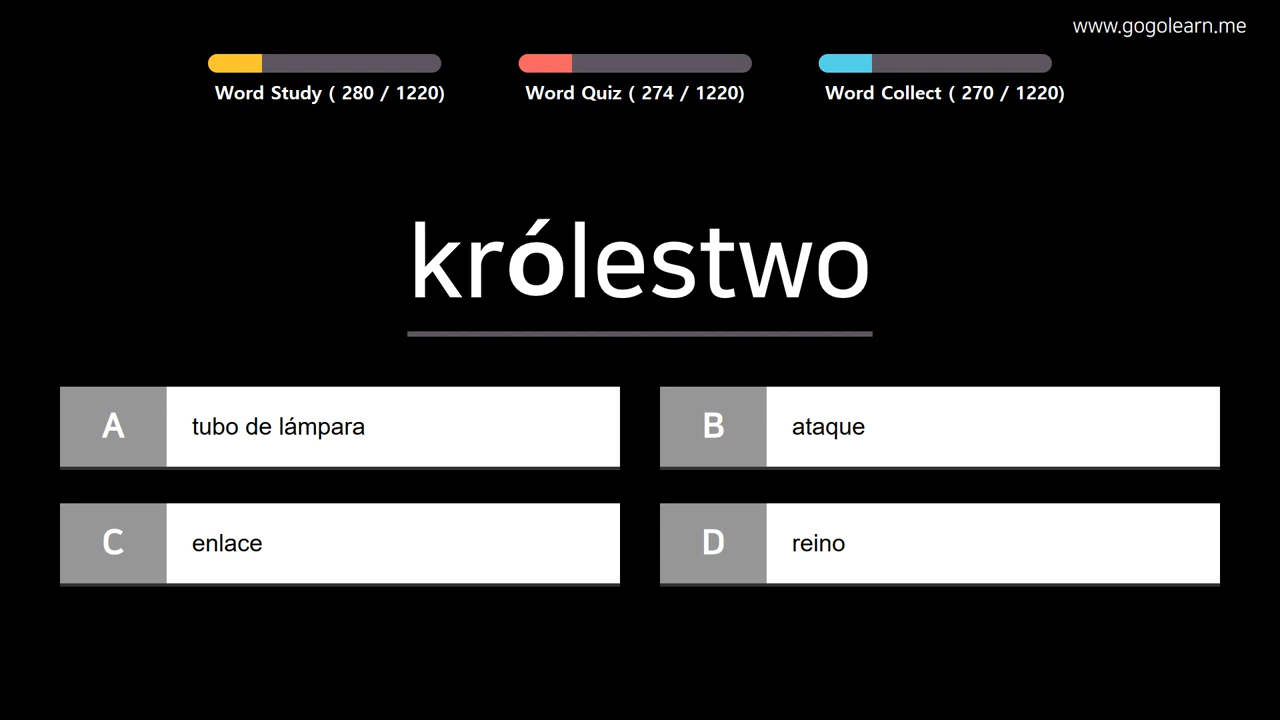 www.gogolearn.me
Word Study ( 280 / 1220)
Word Quiz ( 274 / 1220)
Word Collect ( 270 / 1220)
królestwo
A tubo de lámpara
B ataque
C enlace
D reino